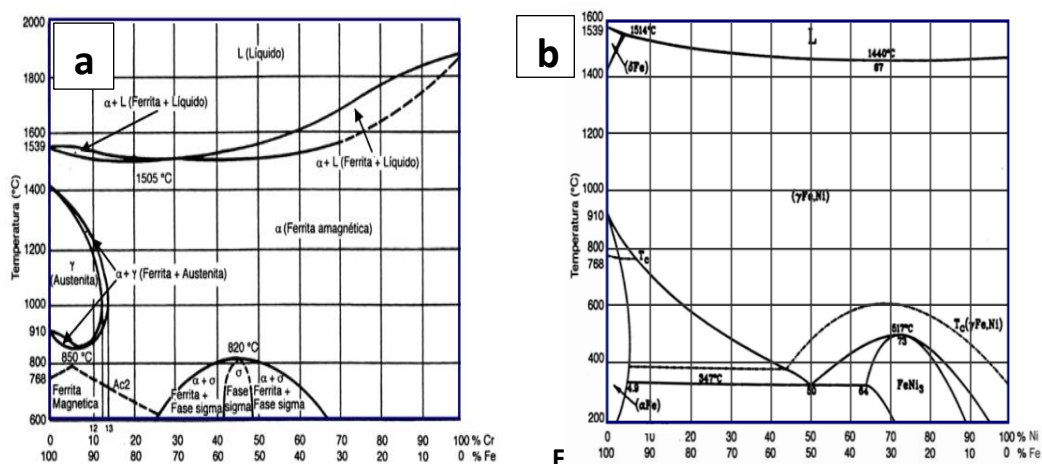 a
Temperatura (°C)
2000
1800
1600
1539
1400
1200
1000
910
800
768
600
L (Líquido)
α + L (Ferrita + Líquido)
α + L (Ferrita + Líquido)
1505 °C
α (Ferrita amagnética)
γ
(Austenita)
α + γ (Ferrita + Austenita)
850 °C
820 °C
Ferrita
Magnetica
Ac2
α + σ
Ferrita +
Fase sigma
σ
Fase
sigma
α + σ
Ferrita +
Fase sigma
12 13
0 10 20 30 40 50 60 70 80 90 100 % Cr
100 90 80 70 60 50 40 30 20 10 0 % Fe
b
Temperatura (°C)
1600
1539
1400
1200
1000
910
768
600
400
200
1514°C
L
1440°C
67
(δFe)
(γFe,Ni)
Tc
Tc(γFe,Ni)
517°C
73
347°C
4.9
50
64
FeNi3
(αFe)
0 10 20 30 40 50 60 70 80 90 100 % Ni
100 90 80 70 60 50 40 30 20 10 0 % Fe
F